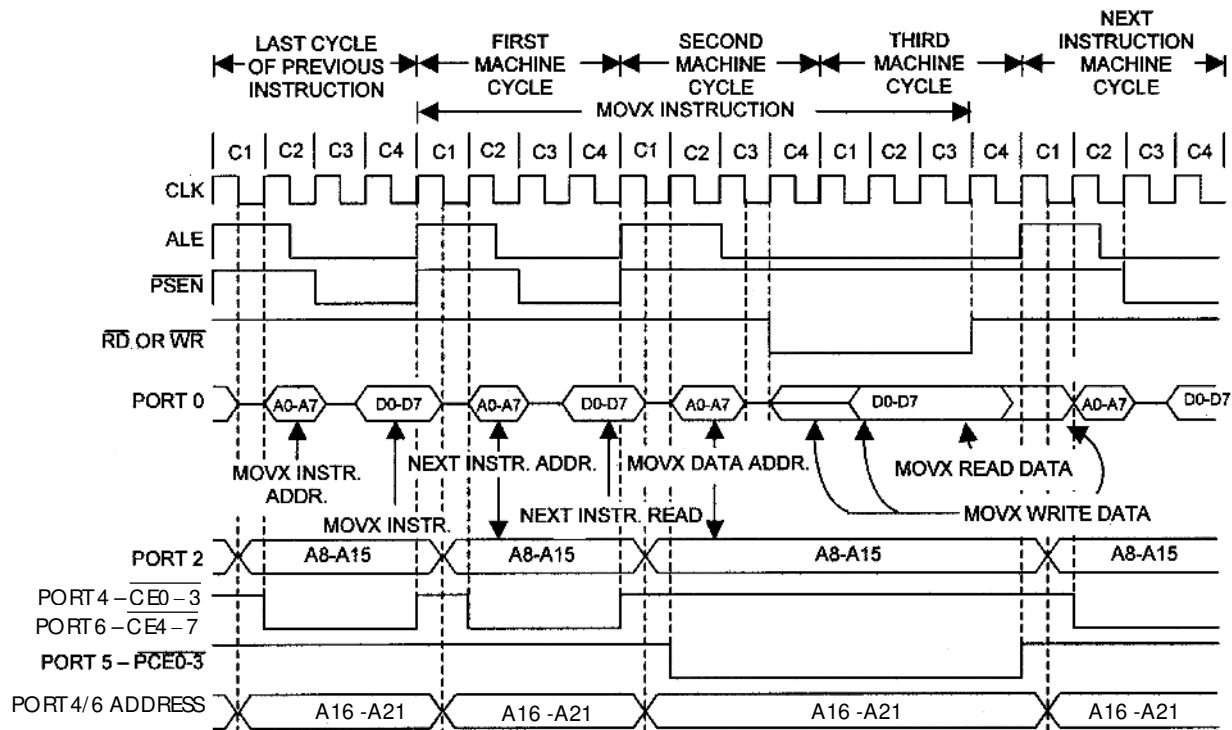 LAST CYCLE
OF PREVIOUS
INSTRUCTION
FIRST
MACHINE
CYCLE
SECOND
MACHINE
CYCLE
THIRD
MACHINE
CYCLE
NEXT
INSTRUCTION
MACHINE
CYCLE
MOVX INSTRUCTION
C1 C2 C3 C4 C1 C2 C3 C4 C1 C2 C3 C4 C1 C2 C3 C4 C1 C2 C3 C4
CLK
ALE
PSEN
RD OR WR
PORT 0
A0-A7 D0-D7 A0-A7 D0-D7 A0-A7 D0-D7 A0-A7 D0-D7
MOVX INSTR.
ADDR.
MOVX INSTR.
NEXT INSTR. ADDR.
NEXT INSTR. READ
MOVX DATA ADDR.
MOVX READ DATA
MOVX WRITE DATA
PORT 2
A8-A15 A8-A15 A8-A15 A8-A15
PORT 4 – CE0 – 3
PORT 6 – CE4 – 7
PORT 5 – PCE0-3
PORT 4/6 ADDRESS
A16 -A21 A16 -A21 A16 -A21 A16 -A21